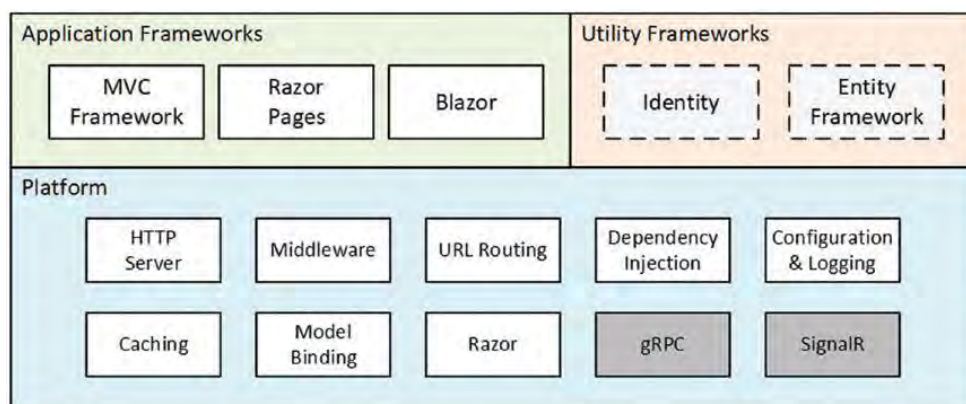 Application Frameworks
Utility Frameworks
MVC
Framework
Razor
Pages
Blazor
Identity
Entity
Framework
Platform
HTTP
Server
Middleware
URL Routing
Dependency
Injection
Configuration
& Logging
Caching
Model
Binding
Razor
gRPC
SignalR